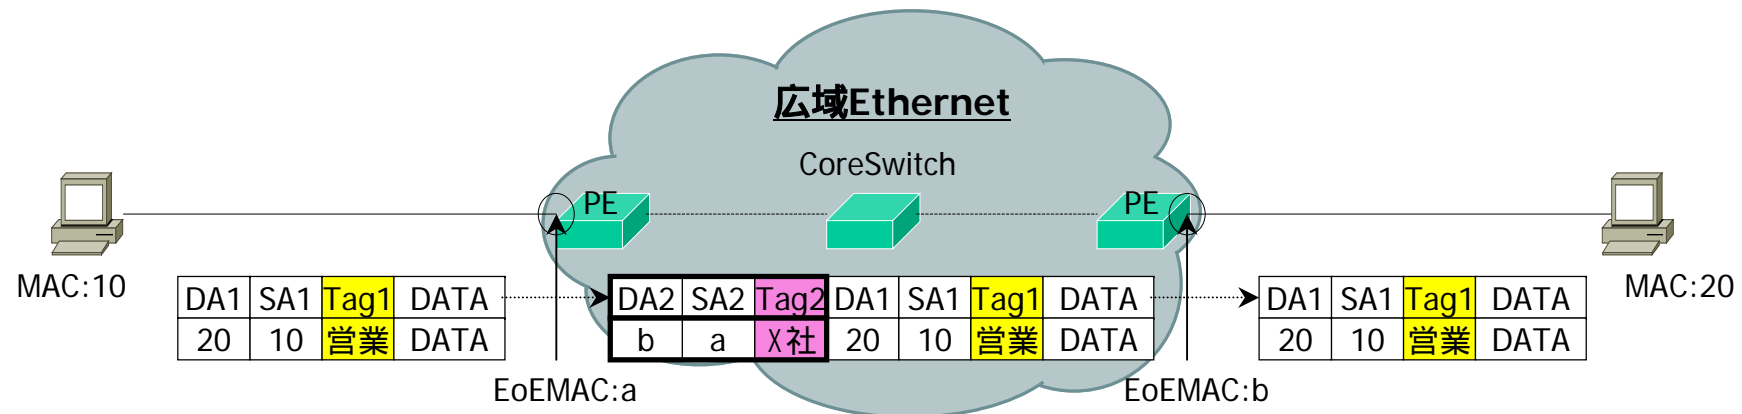 広域Ethernet
CoreSwitch
PE PE
MAC:10 MAC:20
DA1 SA1 Tag1 DATA DA2 SA2 Tag2 DA1 SA1 Tag1 DATA DA1 SA1 Tag1 DATA
20 10 営業 DATA b a X社 20 10 営業 DATA 20 10 営業 DATA
EoEMAC:a EoEMAC:b